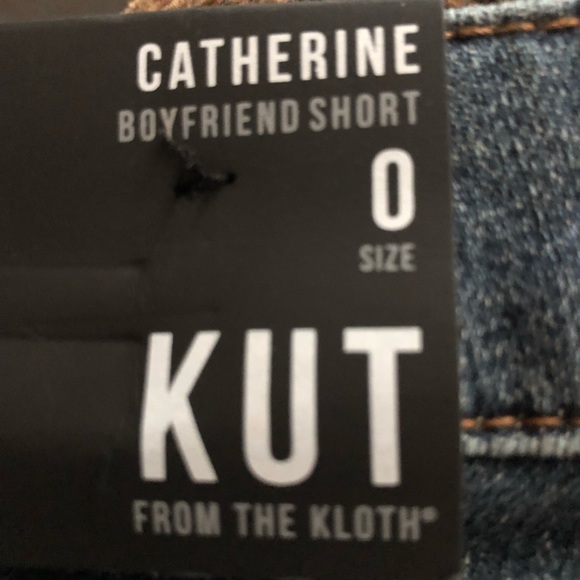 CATHERINE
BOYFRIEND SHORT
0
SIZE
KUT
FROM THE KLOTH®